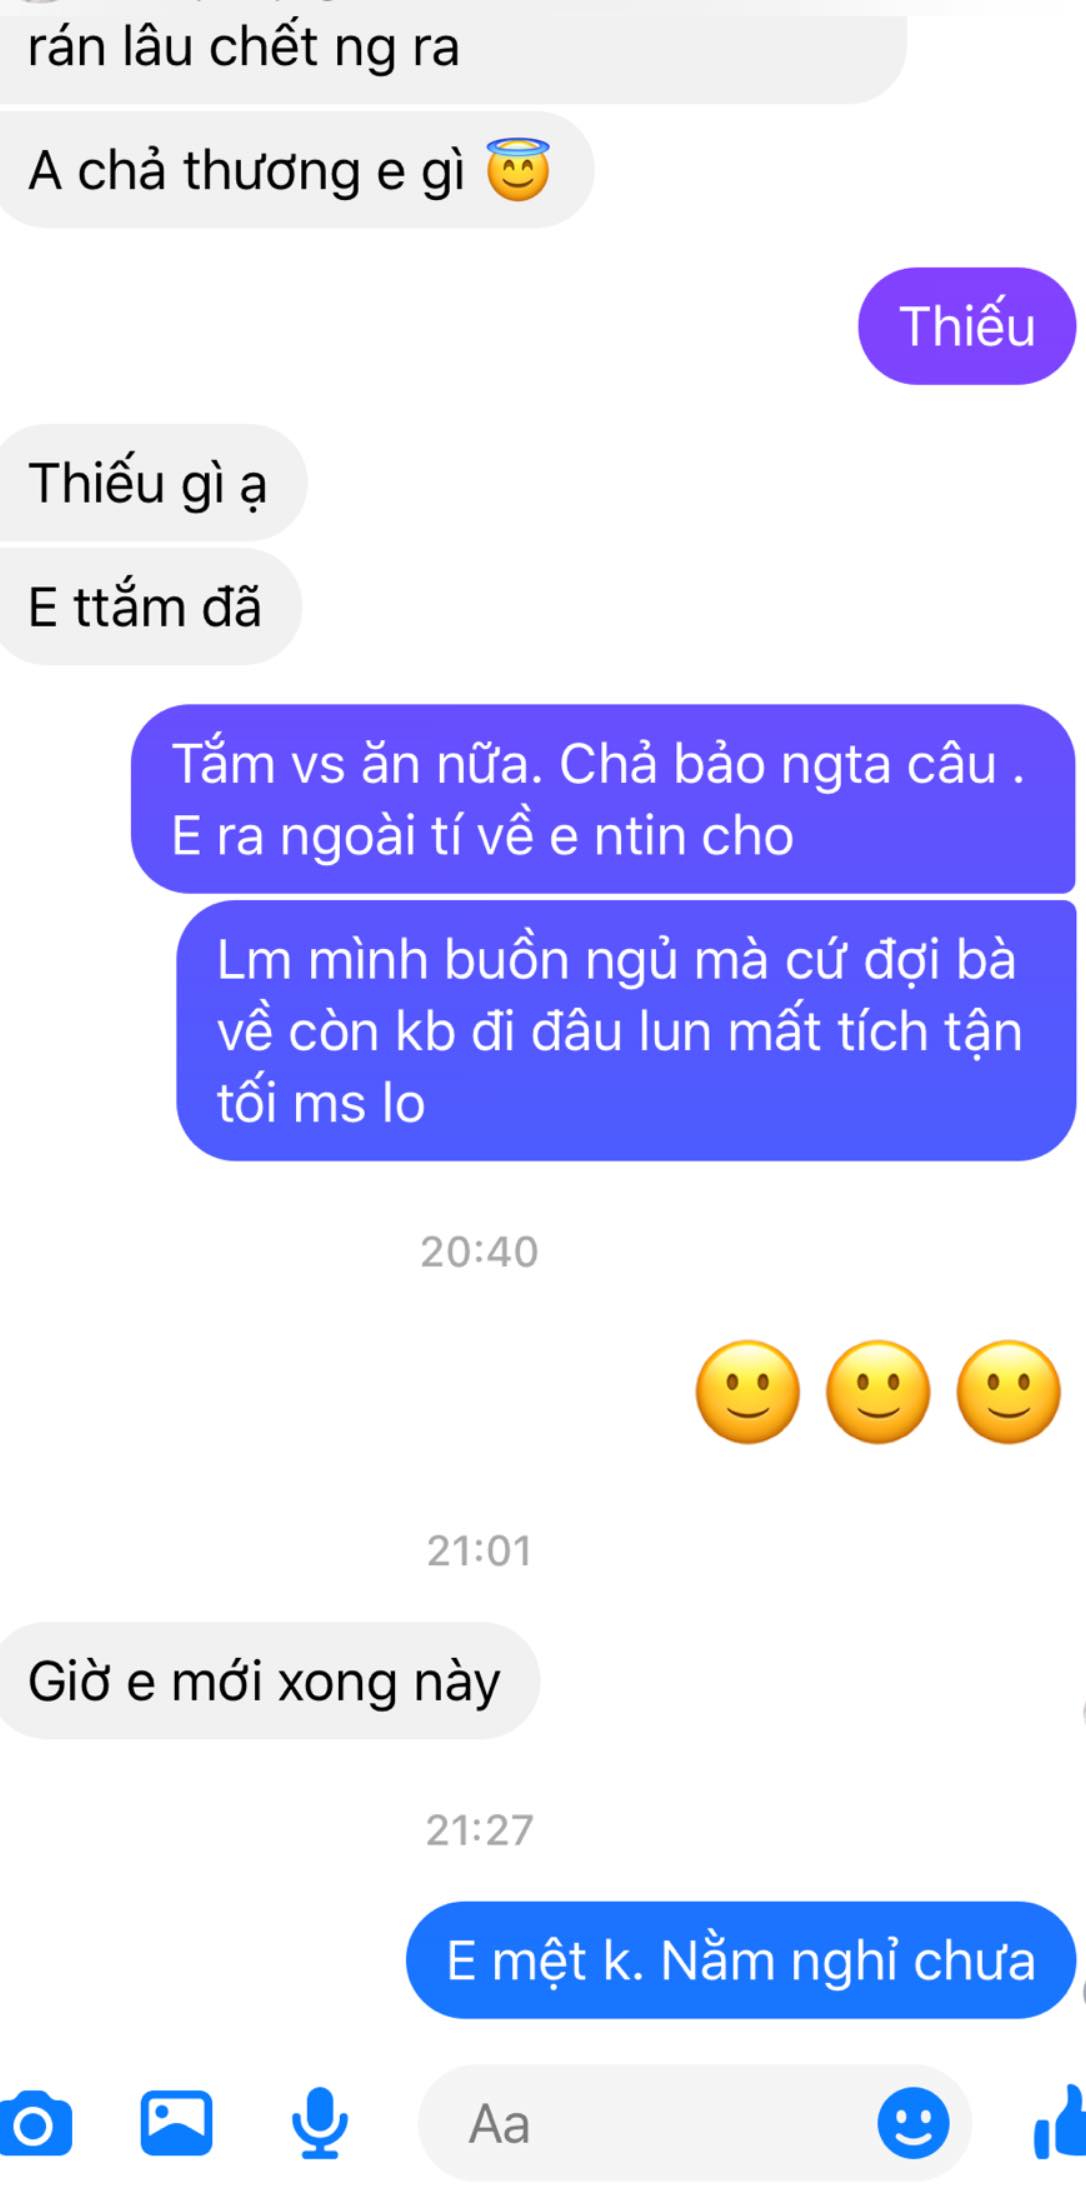 rán lâu chết ng ra
A chả thương e gì 😇
Thiếu
Thiếu gì ạ
E ttắm đã
Tắm vs ăn nữa. Chả bảo ngta câu .
E ra ngoài tí về e ntin cho
Lm mình buồn ngủ mà cứ đợi bà
về còn kb đi đâu lun mất tích tận
tối ms lo
20:40
🙂🙂🙂
21:01
Giờ e mới xong này
21:27
E mệt k. Nằm nghỉ chưa
Aa